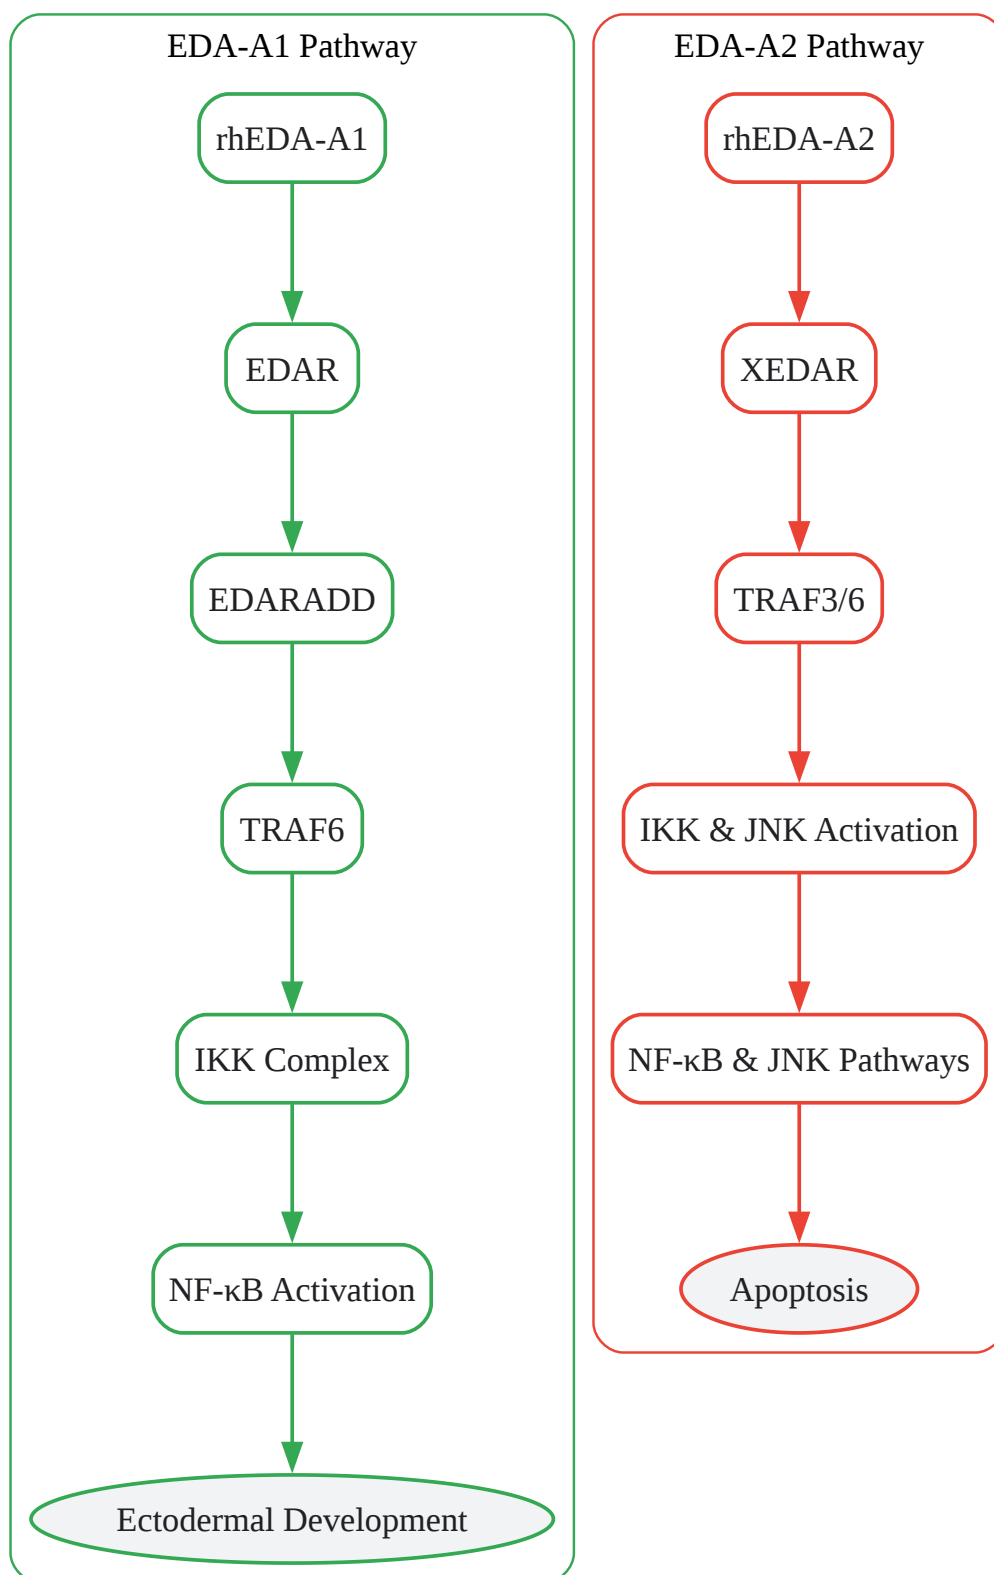 EDA-A1 Pathway
rhEDA-A1
EDAR
EDARADD
TRAF6
IKK Complex
NF-κB Activation
Ectodermal Development
EDA-A2 Pathway
rhEDA-A2
XEDAR
TRAF3/6
IKK & JNK Activation
NF-κB & JNK Pathways
Apoptosis